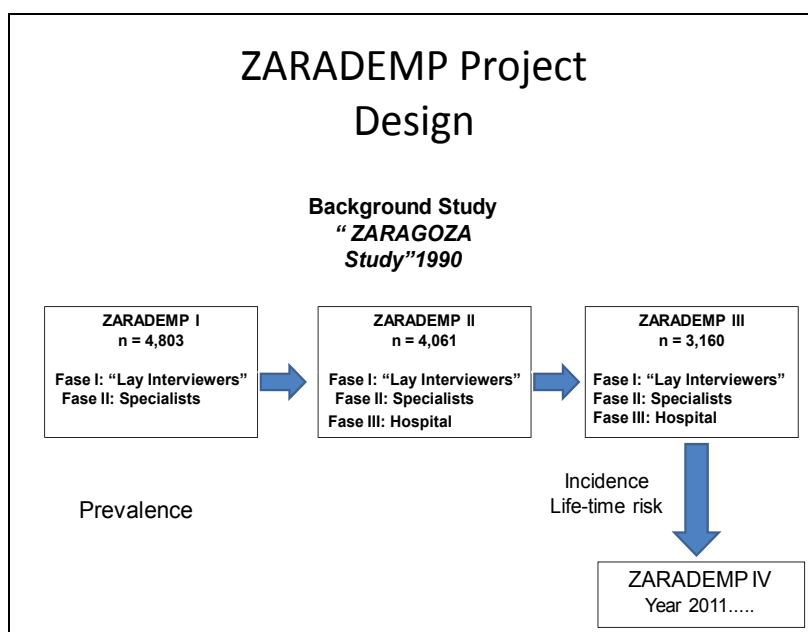 ZARADEMP Project
Design
Background Study
“ ZARAGOZA
Study”1990
ZARADEMP I
n = 4,803
Fase I: “Lay Interviewers”
Fase II: Specialists
ZARADEMP II
n = 4,061
Fase I: “Lay Interviewers”
Fase II: Specialists
Fase III: Hospital
ZARADEMP III
n = 3,160
Fase I: “Lay Interviewers”
Fase II: Specialists
Fase III: Hospital
Prevalence
Incidence
Life-time risk
ZARADEMP IV
Year 2011.....